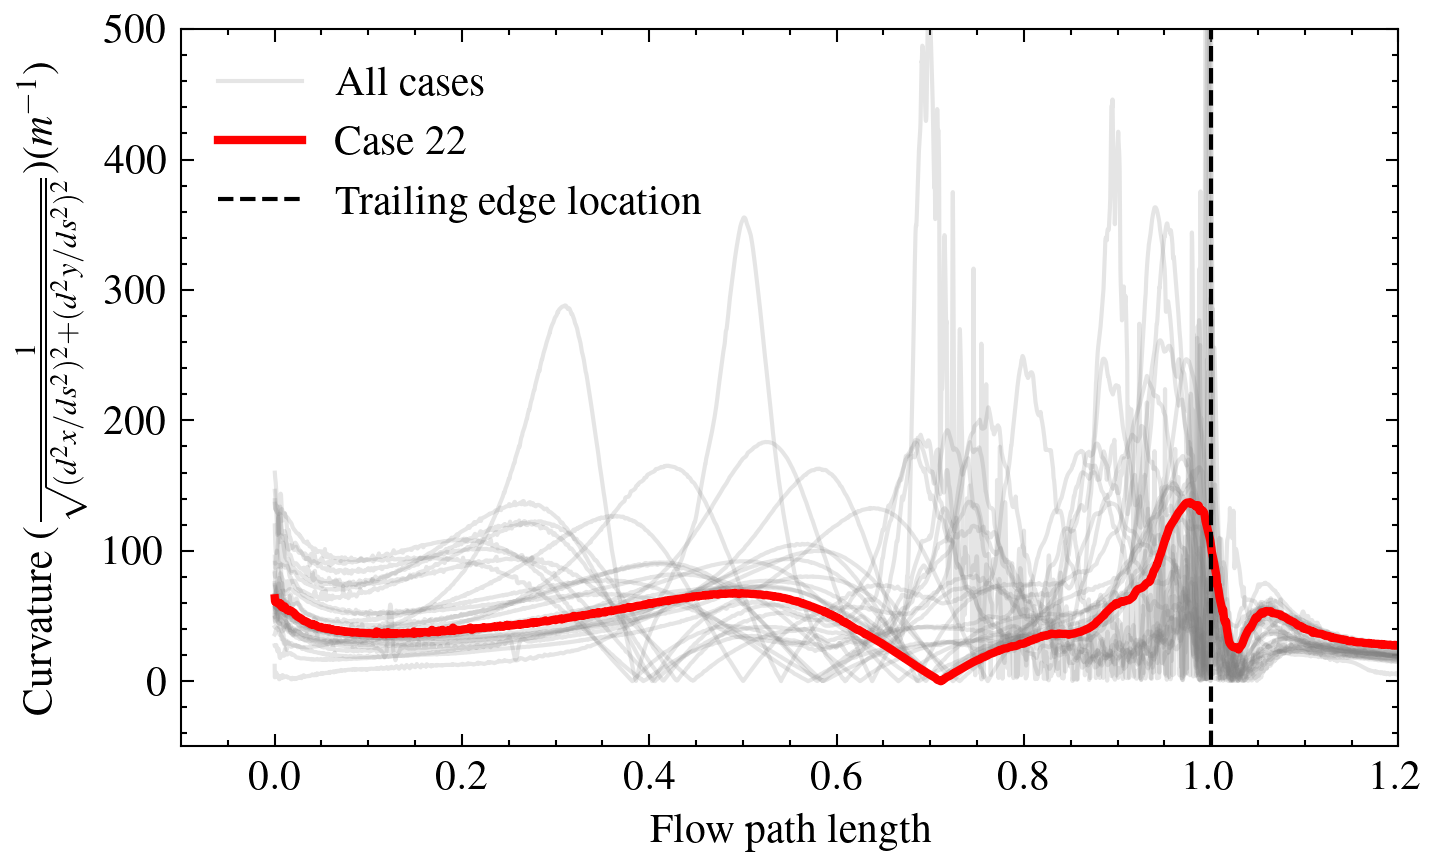 500
400
300
200
100
0
Curvature ( 1/√((d²x/ds²)²+(d²y/ds²)²) )(m⁻¹)
All cases
Case 22
Trailing edge location
0.0 0.2 0.4 0.6 0.8 1.0 1.2
Flow path length